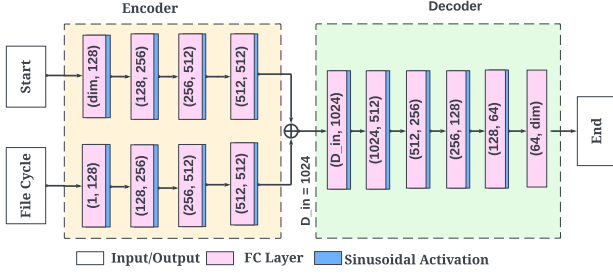 Encoder
Decoder
Start
(dim, 128)
(128, 256)
(256, 512)
(512, 512)
File Cycle
(1, 128)
(128, 256)
(256, 512)
(512, 512)
D_in = 1024
(D_in, 1024)
(1024, 512)
(512, 256)
(256, 128)
(128, 64)
(64, dim)
End
Input/Output
FC Layer
Sinusoidal Activation